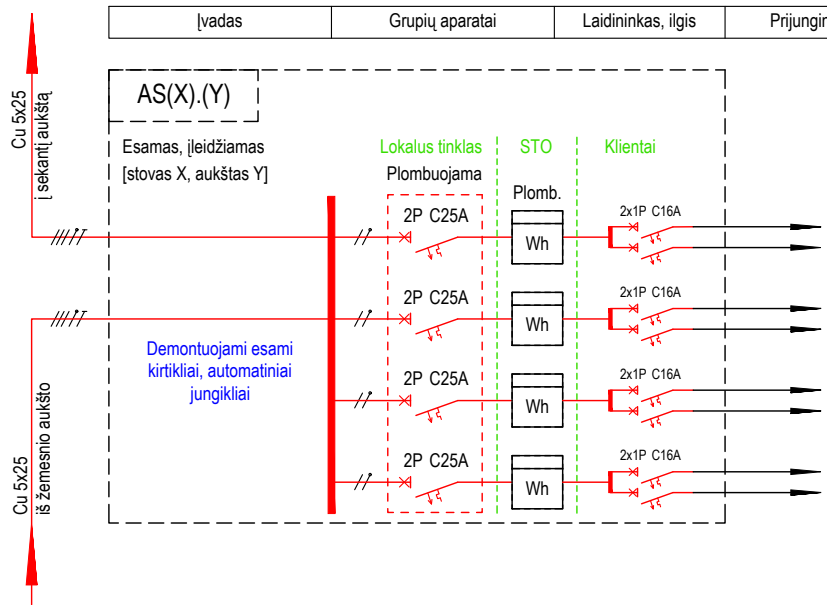 Įvadas
Grupių aparatai
Laidininkas, ilgis
Prijungin
AS(X).(Y)
Esamas, įleidžiamas
[stovas X, aukštas Y]
Lokalus tinklas
Plombuojama
STO
Plomb.
Klientai
Cu 5x25
į sekantį aukštą
2P C25A
Wh
2x1P C16A
2P C25A
Wh
2x1P C16A
Demontuojami esami
kirtikliai, automatiniai
jungikliai
2P C25A
Wh
2x1P C16A
2P C25A
Wh
2x1P C16A
Cu 5x25
iš žemesnio aukšto